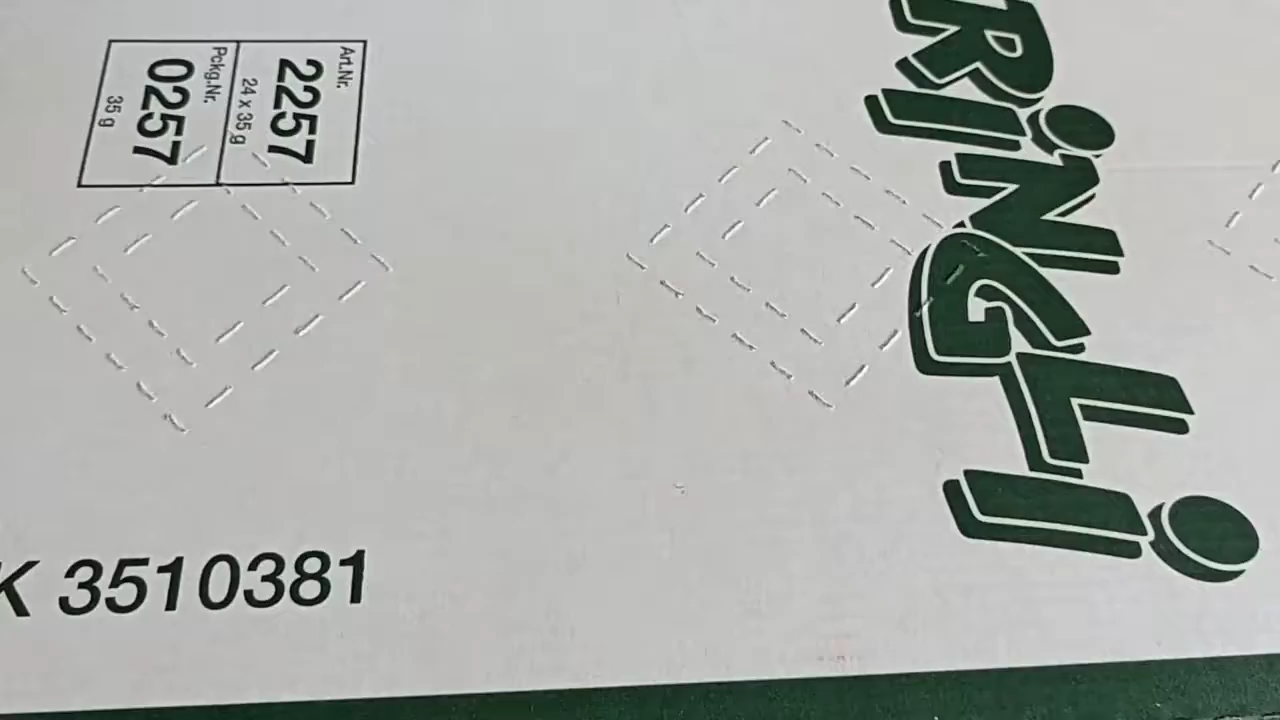 RiNGLi
Art.Nr.
2257
24 x 35 g
Pckg.Nr.
0257
35 g
K 3510381